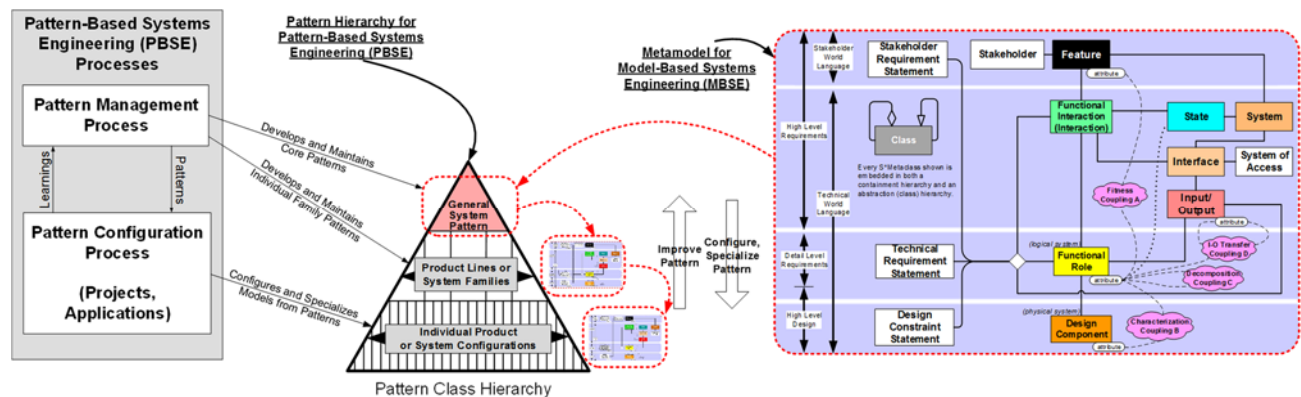 Pattern-Based Systems
Engineering (PBSE)
Processes
Pattern Management
Process
Learnings
Patterns
Pattern Configuration
Process
(Projects,
Applications)
Pattern Hierarchy for
Pattern-Based Systems
Engineering (PBSE)
Develops and Maintains
Core Patterns
Develops and Maintains
Individual Family Patterns
Configures and Specializes
Models from Patterns
General
System
Pattern
Product Lines or
System Families
Individual Product
or System Configurations
Pattern Class Hierarchy
Improve
Pattern
Configure,
Specialize
Pattern
Metamodel for
Model-Based Systems
Engineering (MBSE)
Stakeholder
World
Language
High Level
Requirements
Technical
World
Language
Detail Level
Requirements
High Level
Design
Stakeholder
Requirement
Statement
Stakeholder
Feature
attribute
Class
Every S*Metaclass shown is
embedded in both a
containment hierarchy and an
abstraction (class) hierarchy.
Functional
Interaction
(Interaction)
State
System
Interface
System of
Access
Fitness
Coupling A
Input/
Output
attribute
Technical
Requirement
Statement
(logical system)
Functional
Role
attribute
I-O Transfer
Coupling D
Decomposition
Coupling C
Design
Constraint
Statement
(physical system)
Design
Component
attribute
Characterization
Coupling B